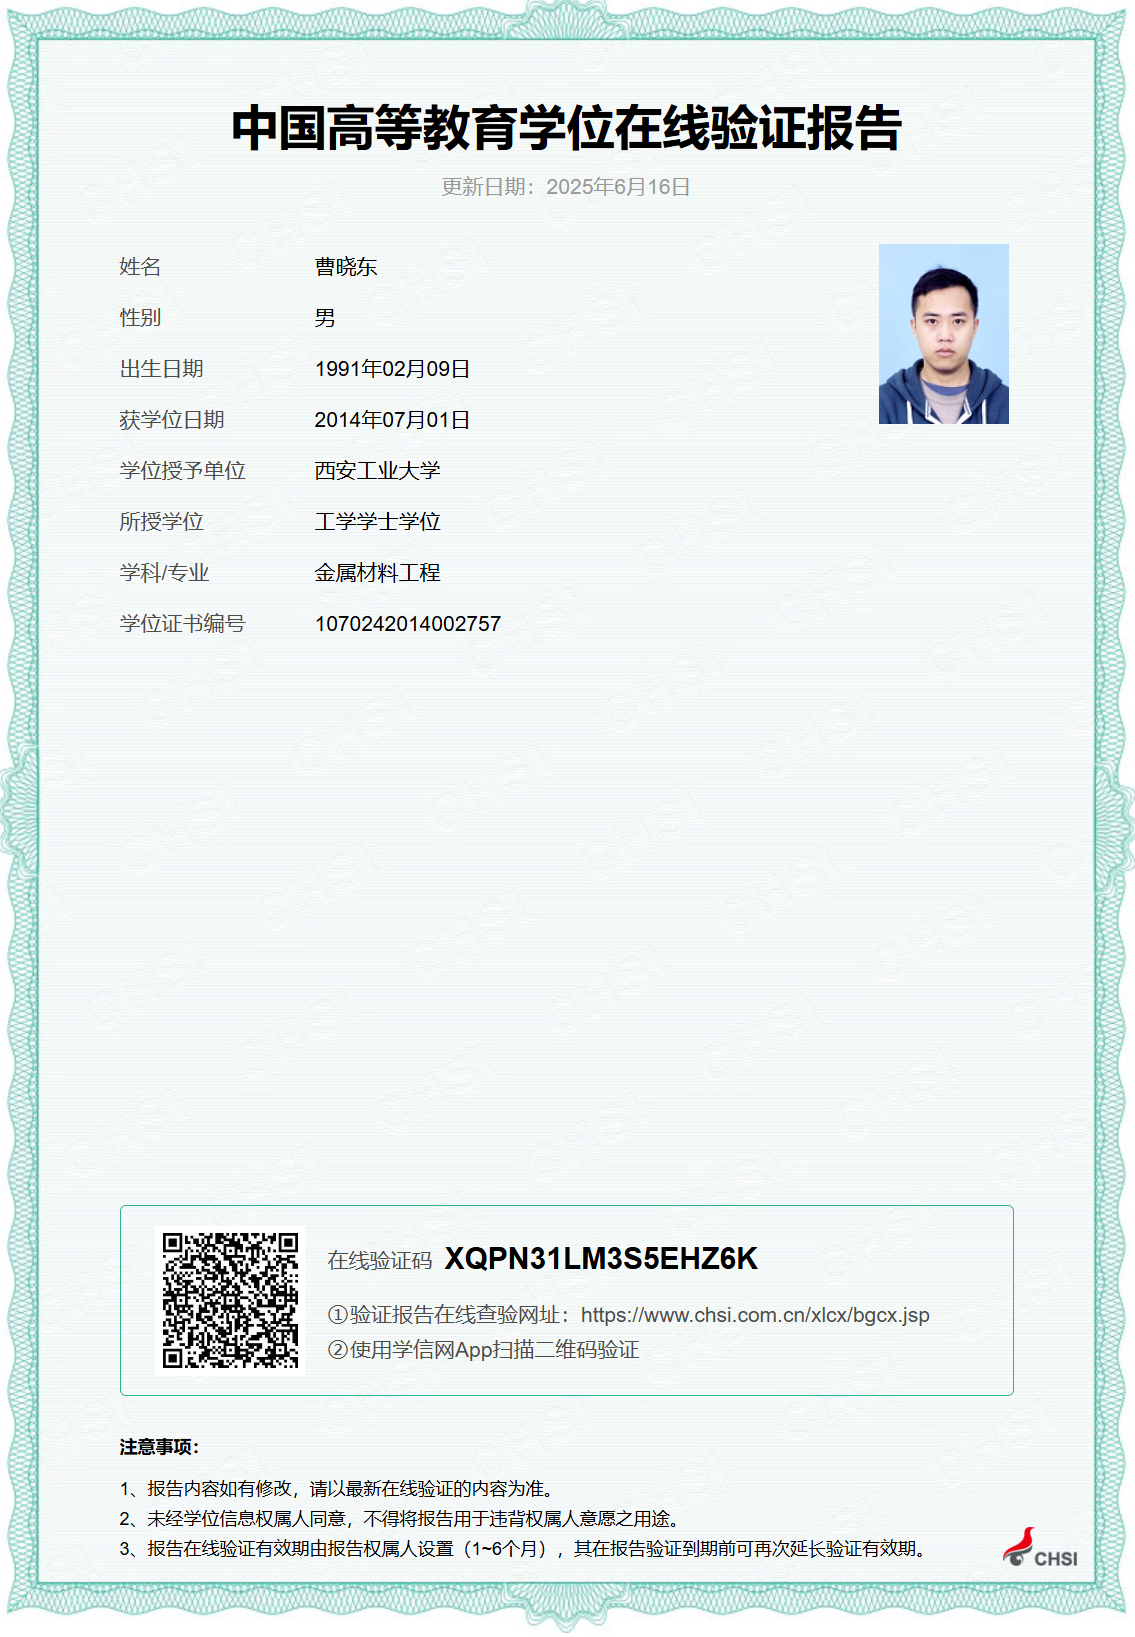 中国高等教育学位在线验证报告
更新日期：2025年6月16日
姓名 曹晓东
性别 男
出生日期 1991年02月09日
获学位日期 2014年07月01日
学位授予单位 西安工业大学
所授学位 工学学士学位
学科/专业 金属材料工程
学位证书编号 1070242014002757
在线验证码 XQPN31LM3S5EHZ6K
①验证报告在线查验网址：https://www.chsi.com.cn/xlcx/bgcx.jsp
②使用学信网App扫描二维码验证
注意事项：
1、报告内容如有修改，请以最新在线验证的内容为准。
2、未经学位信息权属人同意，不得将报告用于违背权属人意愿之用途。
3、报告在线验证有效期由报告权属人设置（1~6个月），其在报告验证到期前可再次延长验证有效期。
CHSI